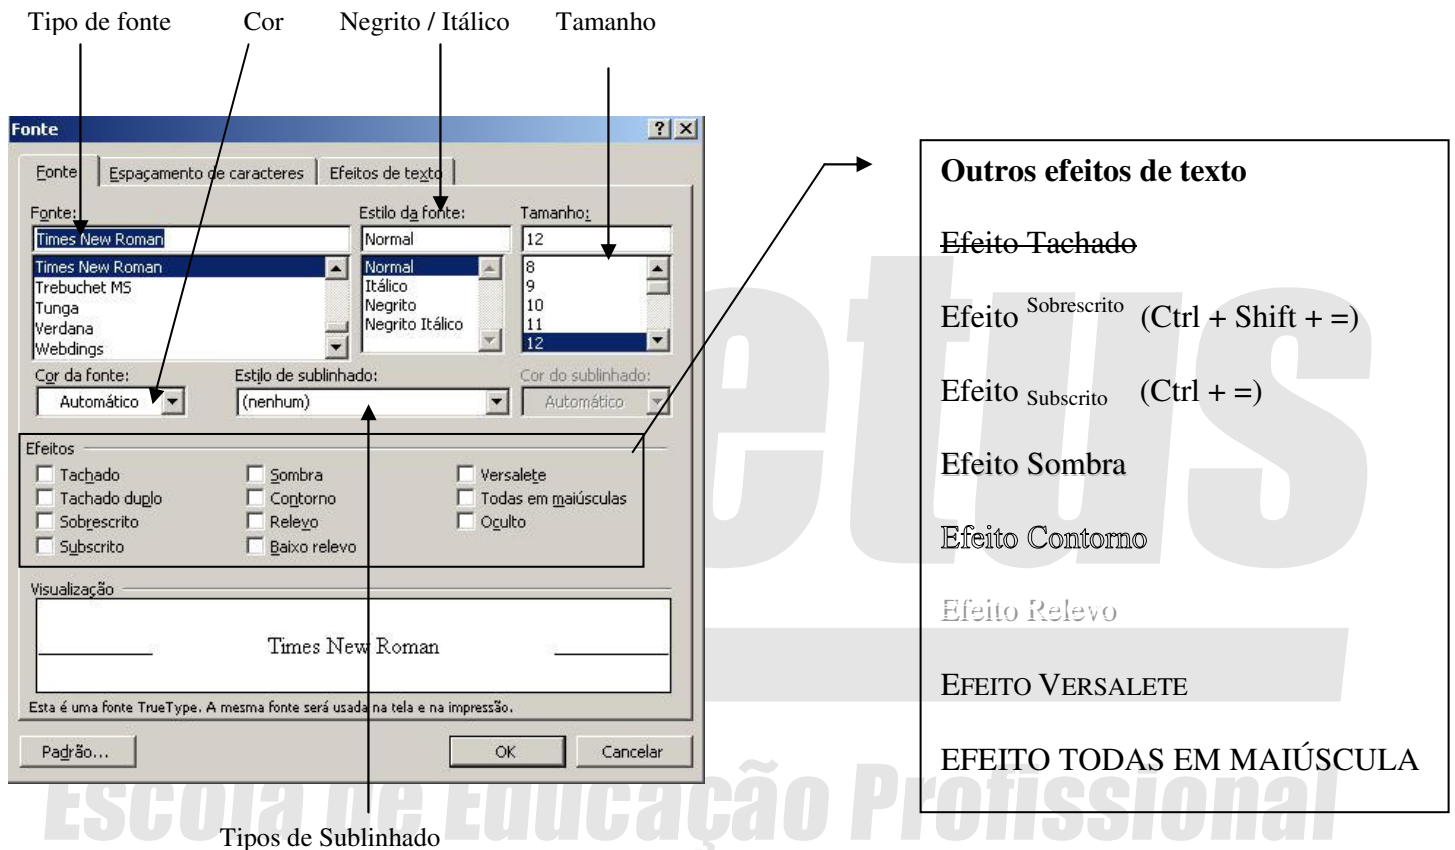 Tipo de fonte Cor Negrito / Itálico Tamanho
Fonte
Fonte Espaçamento de caracteres Efeitos de texto
Fonte: Estilo da fonte: Tamanho:
Times New Roman Normal 12
Times New Roman Normal 8
Trebuchet MS Itálico 9
Tunga Negrito 10
Verdana Negrito Itálico 11
Webdings 12
Cor da fonte: Estilo de sublinhado: Cor do sublinhado:
Automático (nenhum) Automático
Efeitos
Tachado Sombra Versalete
Tachado duplo Contorno Todas em maiúsculas
Sobrescrito Relevo Oculto
Subscrito Baixo relevo
Visualização
Times New Roman
Esta é uma fonte TrueType. A mesma fonte será usada na tela e na impressão.
Padrão... OK Cancelar
Tipos de Sublinhado
Outros efeitos de texto
Efeito Tachado
Efeito Sobrescrito (Ctrl + Shift + =)
Efeito Subscrito (Ctrl + =)
Efeito Sombra
Efeito Contorno
Efeito Relevo
EFEITO VERSALETE
EFEITO TODAS EM MAIÚSCULA
Escola de Educação Profissional